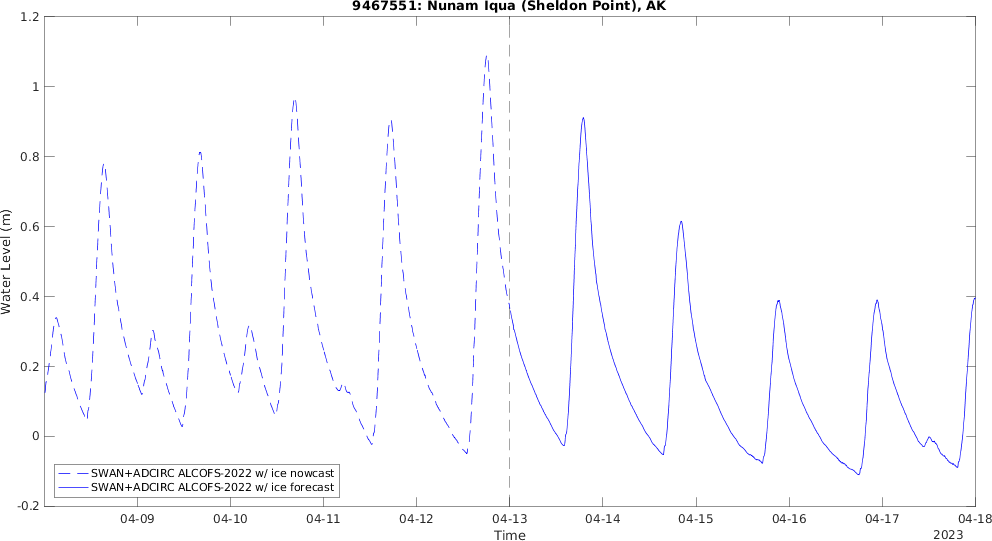 9467551: Nunam Iqua (Sheldon Point), AK
Water Level (m)
1.2
1
0.8
0.6
0.4
0.2
0
-0.2
SWAN+ADCIRC ALCOFS-2022 w/ ice nowcast
SWAN+ADCIRC ALCOFS-2022 w/ ice forecast
04-09 04-10 04-11 04-12 04-13 04-14 04-15 04-16 04-17 04-18
Time
2023